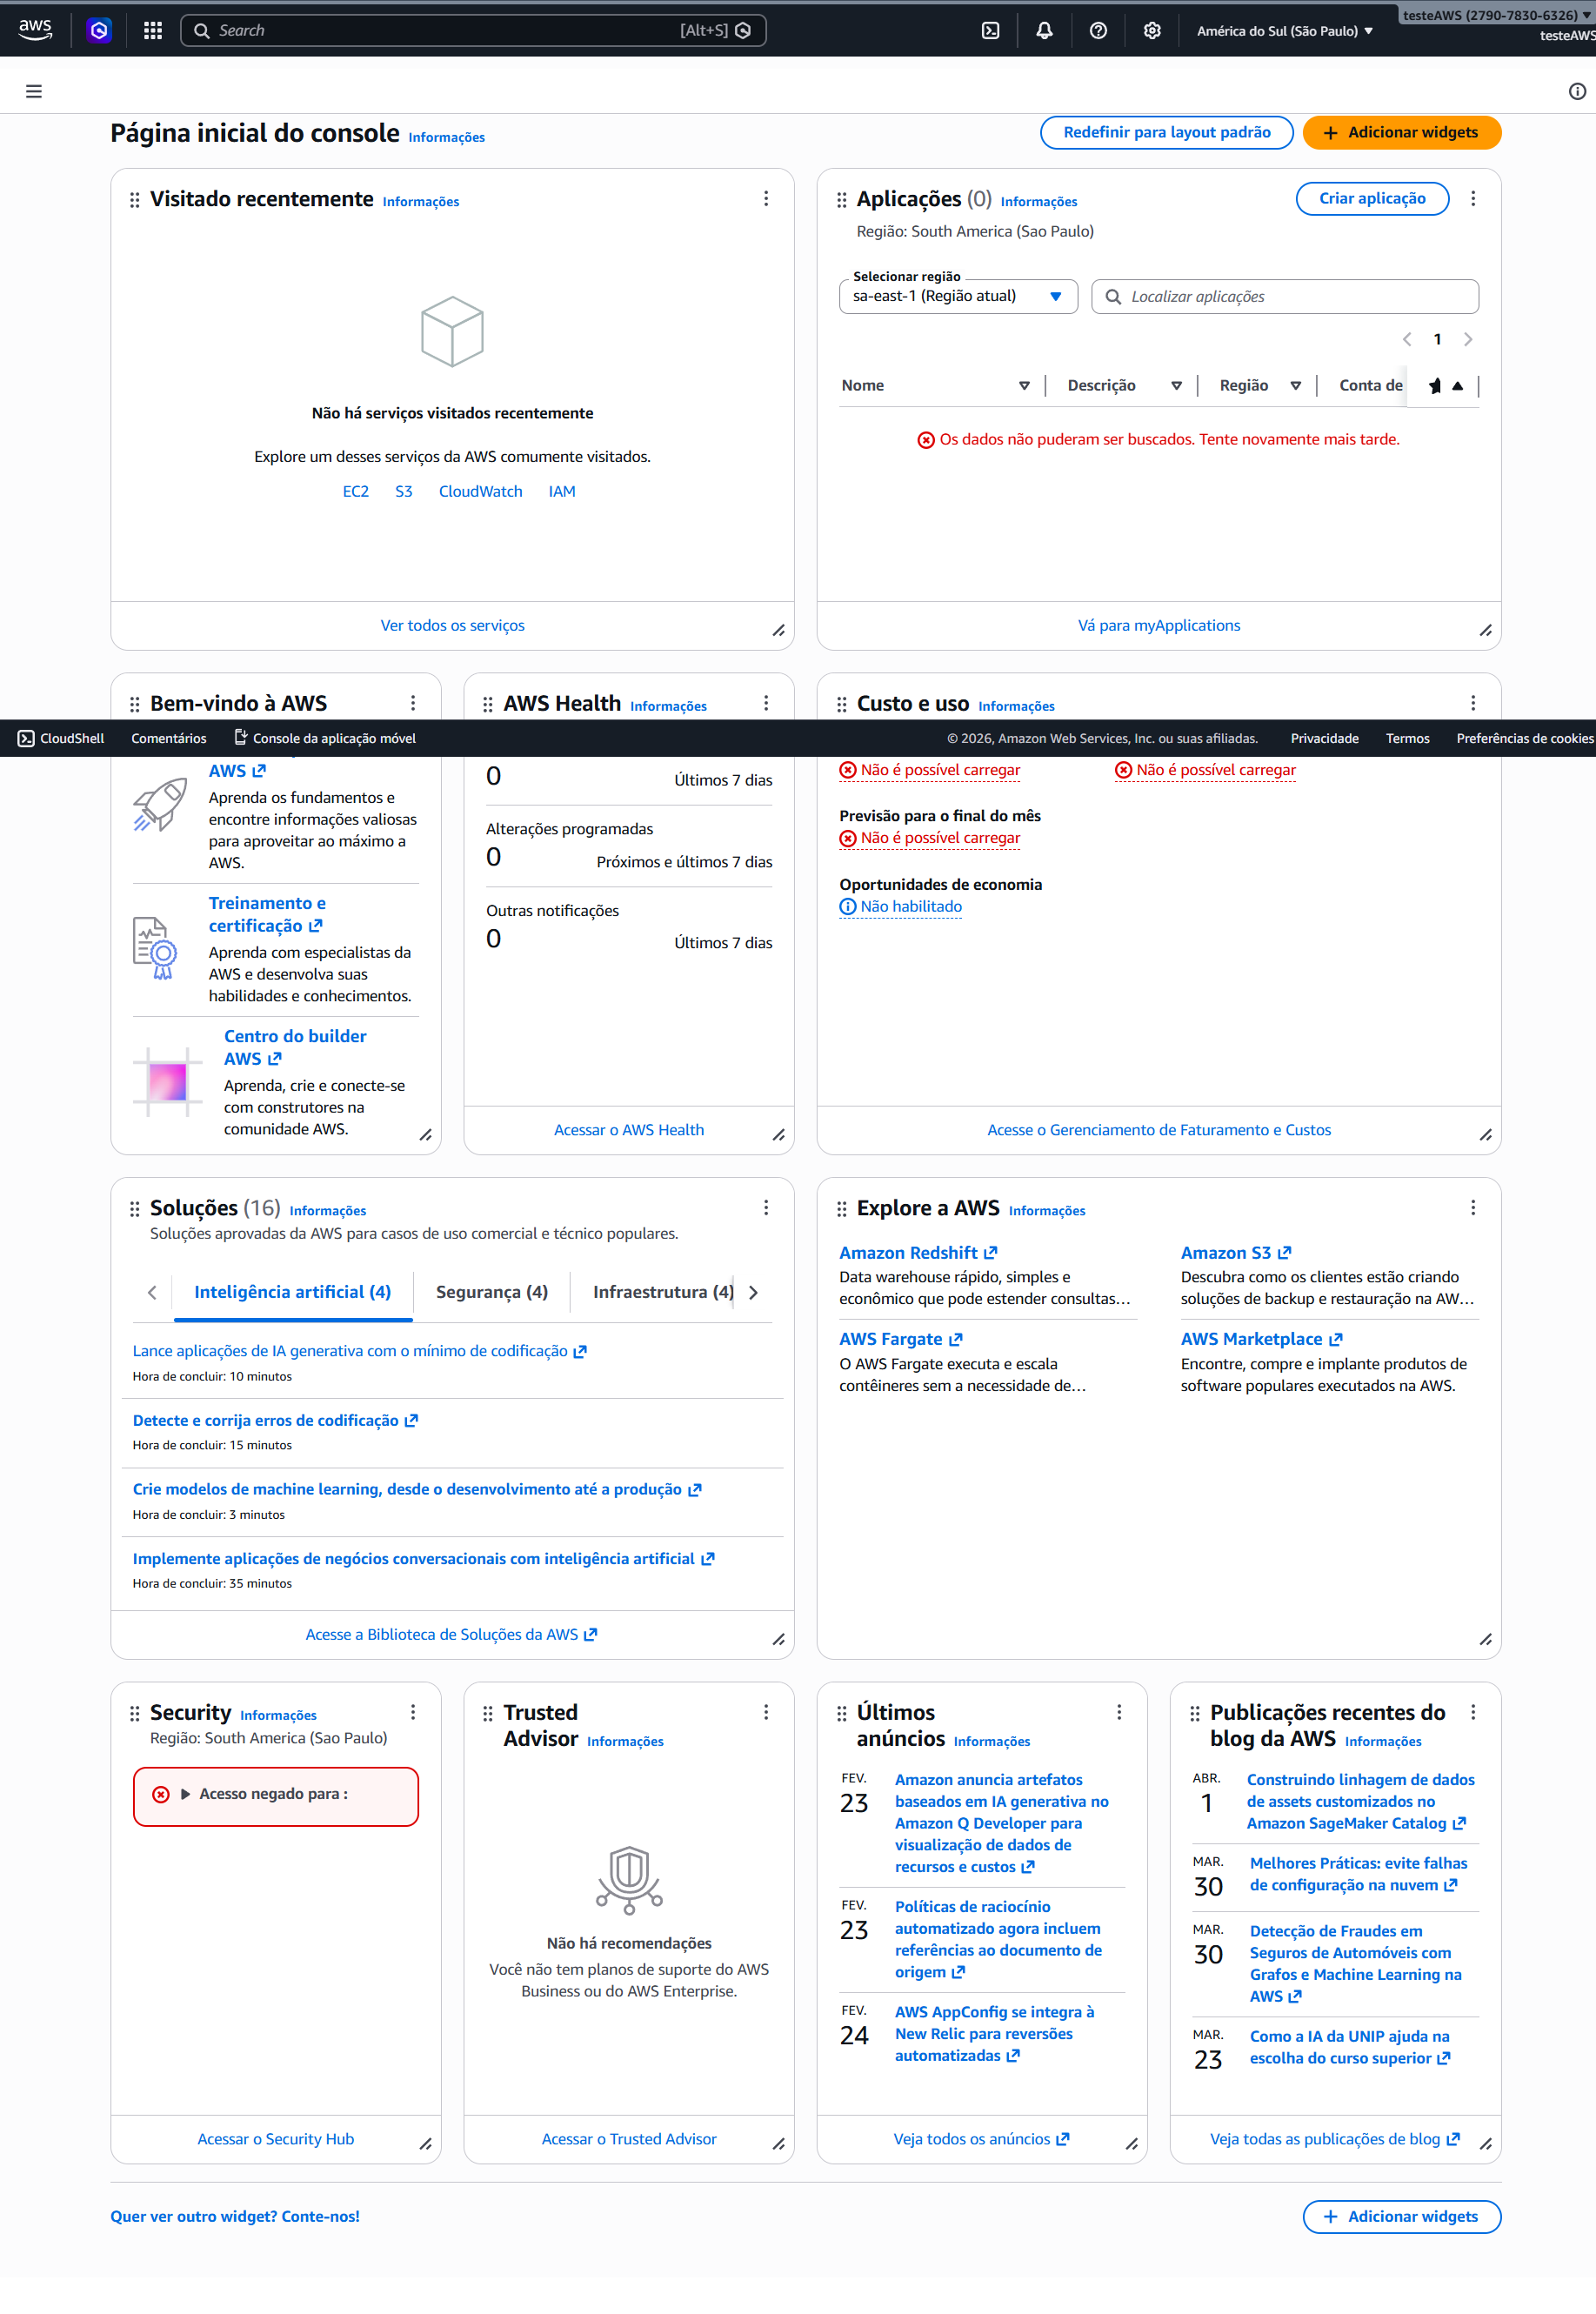 aws
Search
[Alt+S]
América do Sul (São Paulo)
testeAWS (2790-7830-6326)
testeAWS
Página inicial do console Informações
Redefinir para layout padrão
Adicionar widgets
Visitado recentemente Informações
Não há serviços visitados recentemente
Explore um desses serviços da AWS comumente visitados.
EC2 S3 CloudWatch IAM
Ver todos os serviços
Aplicações (0) Informações
Criar aplicação
Região: South America (Sao Paulo)
Selecionar região
sa-east-1 (Região atual)
Localizar aplicações
1
Nome Descrição Região Conta de
Os dados não puderam ser buscados. Tente novamente mais tarde.
Vá para myApplications
Bem-vindo à AWS
AWS Health Informações
Custo e uso Informações
CloudShell Comentários Console da aplicação móvel
© 2026, Amazon Web Services, Inc. ou suas afiliadas. Privacidade Termos Preferências de cookies
AWS
Aprenda os fundamentos e
encontre informações valiosas
para aproveitar ao máximo a
AWS.
Treinamento e
certificação
Aprenda com especialistas da
AWS e desenvolva suas
habilidades e conhecimentos.
Centro do builder
AWS
Aprenda, crie e conecte-se
com construtores na
comunidade AWS.
0 Últimos 7 dias
Alterações programadas
0 Próximos e últimos 7 dias
Outras notificações
0 Últimos 7 dias
Acessar o AWS Health
Não é possível carregar
Não é possível carregar
Previsão para o final do mês
Não é possível carregar
Oportunidades de economia
Não habilitado
Acesse o Gerenciamento de Faturamento e Custos
Soluções (16) Informações
Soluções aprovadas da AWS para casos de uso comercial e técnico populares.
Inteligência artificial (4) Segurança (4) Infraestrutura (4)
Lance aplicações de IA generativa com o mínimo de codificação
Hora de concluir: 10 minutos
Detecte e corrija erros de codificação
Hora de concluir: 15 minutos
Crie modelos de machine learning, desde o desenvolvimento até a produção
Hora de concluir: 3 minutos
Implemente aplicações de negócios conversacionais com inteligência artificial
Hora de concluir: 35 minutos
Acesse a Biblioteca de Soluções da AWS
Explore a AWS Informações
Amazon Redshift
Data warehouse rápido, simples e
econômico que pode estender consultas…
Amazon S3
Descubra como os clientes estão criando
soluções de backup e restauração na AW…
AWS Fargate
O AWS Fargate executa e escala
contêineres sem a necessidade de…
AWS Marketplace
Encontre, compre e implante produtos de
software populares executados na AWS.
Security Informações
Região: South America (Sao Paulo)
Acesso negado para :
Acessar o Security Hub
Trusted
Advisor Informações
Não há recomendações
Você não tem planos de suporte do AWS
Business ou do AWS Enterprise.
Acessar o Trusted Advisor
Últimos
anúncios Informações
FEV.
23
Amazon anuncia artefatos
baseados em IA generativa no
Amazon Q Developer para
visualização de dados de
recursos e custos
FEV.
23
Políticas de raciocínio
automatizado agora incluem
referências ao documento de
origem
FEV.
24
AWS AppConfig se integra à
New Relic para reversões
automatizadas
Veja todos os anúncios
Publicações recentes do
blog da AWS Informações
ABR.
1
Construindo linhagem de dados
de assets customizados no
Amazon SageMaker Catalog
MAR.
30
Melhores Práticas: evite falhas
de configuração na nuvem
MAR.
30
Detecção de Fraudes em
Seguros de Automóveis com
Grafos e Machine Learning na
AWS
MAR.
23
Como a IA da UNIP ajuda na
escolha do curso superior
Veja todas as publicações de blog
Quer ver outro widget? Conte-nos!
Adicionar widgets